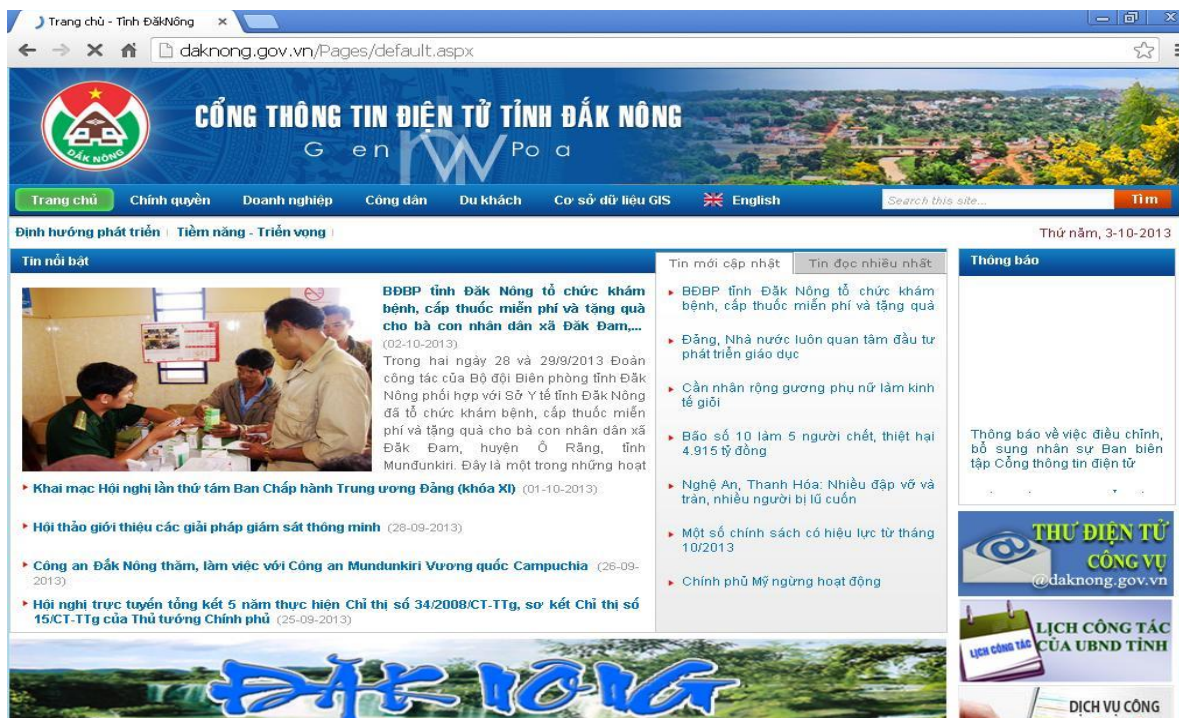 Trang chủ - Tỉnh ĐăkNông
daknong.gov.vn/Pages/default.aspx
ĐĂK NÔNG
CỔNG THÔNG TIN ĐIỆN TỬ TỈNH ĐẮK NÔNG
Trang chủ
Chính quyền
Doanh nghiệp
Công dân
Du khách
Cơ sở dữ liệu GIS
English
Search this site...
Tìm
Định hướng phát triển
Tiềm năng - Triển vọng
Thứ năm, 3-10-2013
Tin nổi bật
BĐBP tỉnh Đăk Nông tổ chức khám
bệnh, cấp thuốc miễn phí và tặng quà
cho bà con nhân dân xã Đăk Đam,...
(02-10-2013)
Trong hai ngày 28 và 29/9/2013 Đoàn
công tác của Bộ đội Biên phòng tỉnh Đăk
Nông phối hợp với Sở Y tế tỉnh Đăk Nông
đã tổ chức khám bệnh, cấp thuốc miễn
phí và tặng quà cho bà con nhân dân xã
Đăk Đam, huyện Ô Răng, tỉnh
Munđunkiri. Đây là một trong những hoạt
Khai mạc Hội nghị lần thứ tám Ban Chấp hành Trung ương Đảng (khóa XI) (01-10-2013)
Hội thảo giới thiệu các giải pháp giám sát thông minh (28-09-2013)
Công an Đắk Nông thăm, làm việc với Công an Mundunkiri Vương quốc Campuchia (26-09-
2013)
Hội nghị trực tuyến tổng kết 5 năm thực hiện Chỉ thị số 34/2008/CT-TTg, sơ kết Chỉ thị số
15/CT-TTg của Thủ tướng Chính phủ (25-09-2013)
Tin mới cập nhật
Tin đọc nhiều nhất
BĐBP tỉnh Đăk Nông tổ chức khám
bệnh, cấp thuốc miễn phí và tặng quà
Đảng, Nhà nước luôn quan tâm đầu tư
phát triển giáo dục
Cần nhân rộng gương phụ nữ làm kinh
tế giỏi
Bão số 10 làm 5 người chết, thiệt hại
4.915 tỷ đồng
Nghệ An, Thanh Hóa: Nhiều đập vỡ và
tràn, nhiều người bị lũ cuốn
Một số chính sách có hiệu lực từ tháng
10/2013
Chính phủ Mỹ ngừng hoạt động
Thông báo
Thông báo về việc điều chỉnh,
bổ sung nhân sự Ban biên
tập Cổng thông tin điện tử
THƯ ĐIỆN TỬ
CÔNG VỤ
@daknong.gov.vn
LỊCH CÔNG TÁC
LỊCH CÔNG TÁC
CỦA UBND TỈNH
DỊCH VỤ CÔNG
ĐĂK NÔNG